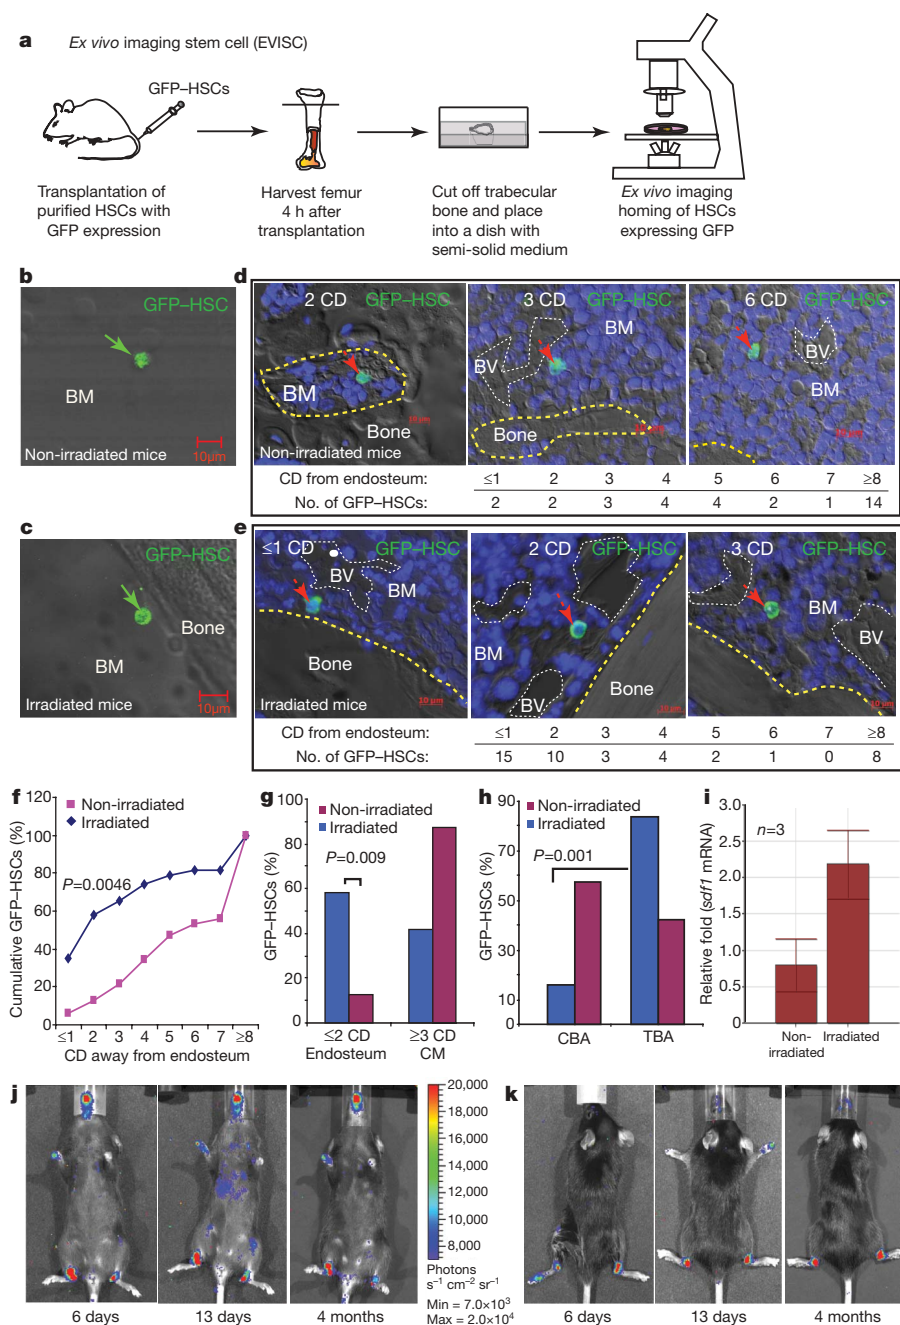 a
Ex vivo imaging stem cell (EVISC)
GFP–HSCs
Transplantation of
purified HSCs with
GFP expression
Harvest femur
4 h after
transplantation
Cut off trabecular
bone and place
into a dish with
semi-solid medium
Ex vivo imaging
homing of HSCs
expressing GFP
b
GFP–HSC
BM
Non-irradiated mice
10µm
d
2 CD GFP–HSC
BM
Bone
10 µm
Non-irradiated mice
3 CD GFP–HSC
BM
BV
Bone
10 µm
6 CD GFP–HSC
BV
BM
10 µm
CD from endosteum: ≤1 2 3 4 5 6 7 ≥8
No. of GFP–HSCs: 2 2 3 4 4 2 1 14
c
GFP–HSC
Bone
BM
Irradiated mice
10µm
e
≤1 CD GFP–HSC
BV
BM
Bone
Irradiated mice
10 µm
2 CD GFP–HSC
BM
BV
Bone
10 µm
3 CD GFP–HSC
BM
BV
10 µm
CD from endosteum: ≤1 2 3 4 5 6 7 ≥8
No. of GFP–HSCs: 15 10 3 4 2 1 0 8
f
Cumulative GFP–HSCs (%)
120
100
80
60
40
20
0
Non-irradiated
Irradiated
P=0.0046
≤1 2 3 4 5 6 7 ≥8
CD away from endosteum
g
GFP–HSCs (%)
100
80
60
40
20
0
Non-irradiated
Irradiated
P=0.009
≤2 CD ≥3 CD
Endosteum CM
h
GFP–HSCs (%)
90
70
50
30
10
0
Non-irradiated
Irradiated
P=0.001
CBA TBA
i
Relative fold (sdf1 mRNA)
3.0
2.5
2.0
1.5
1.0
0.5
0
n=3
Non-
irradiated
Irradiated
j
6 days 13 days 4 months
20,000
18,000
16,000
14,000
12,000
10,000
8,000
Photons
s⁻¹ cm⁻² sr⁻¹
Min = 7.0×10³
Max = 2.0×10⁴
k
6 days 13 days 4 months